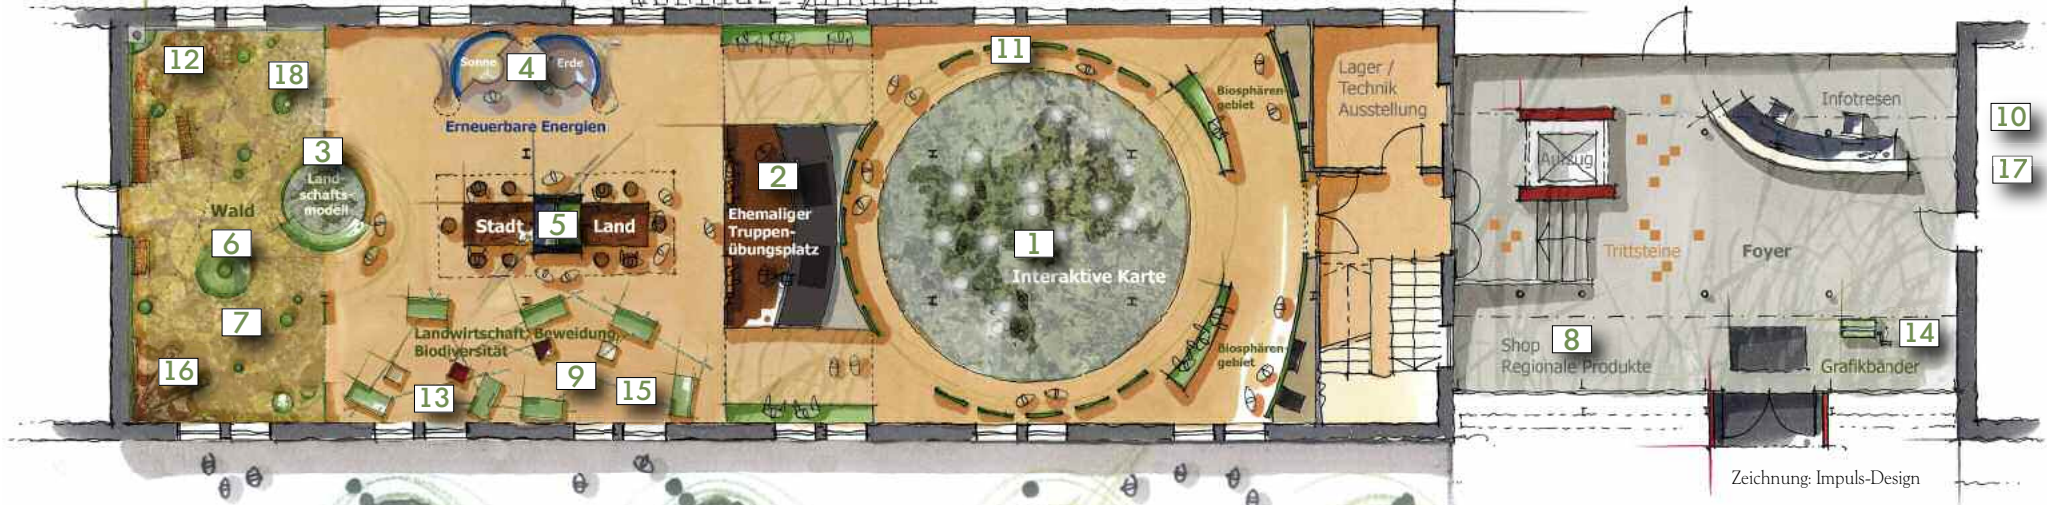 12
18
3
Land-
schafts-
modell
Wald
6
7
16
Sonne
4
Erde
Erneuerbare Energien
Stadt
5
Land
Landwirtschaft, Beweidung,
Biodiversität
13
9
15
2
Ehemaliger
Truppen-
übungsplatz
11
1
Interaktive Karte
Biosphären-
gebiet
Biosphären-
gebiet
Lager /
Technik
Ausstellung
Aufzug
Trittsteine
Infotresen
Foyer
Shop
8
Regionale Produkte
14
Grafikbänder
10
17
Zeichnung: Impuls-Design